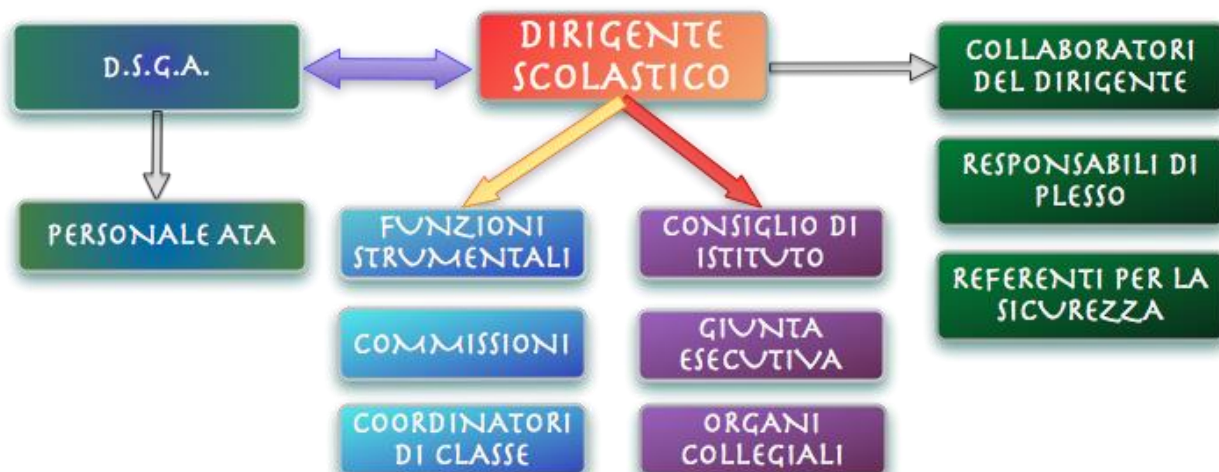 D.S.G.A.
DIRIGENTE
SCOLASTICO
COLLABORATORI
DEL DIRIGENTE
PERSONALE ATA
FUNZIONI
STRUMENTALI
CONSIGLIO DI
ISTITUTO
RESPONSABILI DI
PLESSO
COMMISSIONI
GIUNTA
ESECUTIVA
REFERENTI PER LA
SICUREZZA
COORDINATORI
DI CLASSE
ORGANI
COLLEGIALI